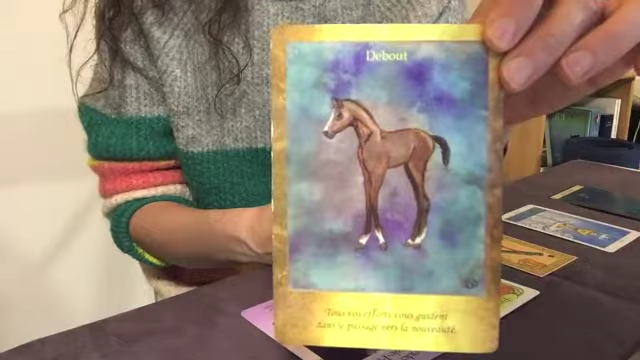 Debout
Tous vos efforts vous guident
dans le passage vers la nouveauté.